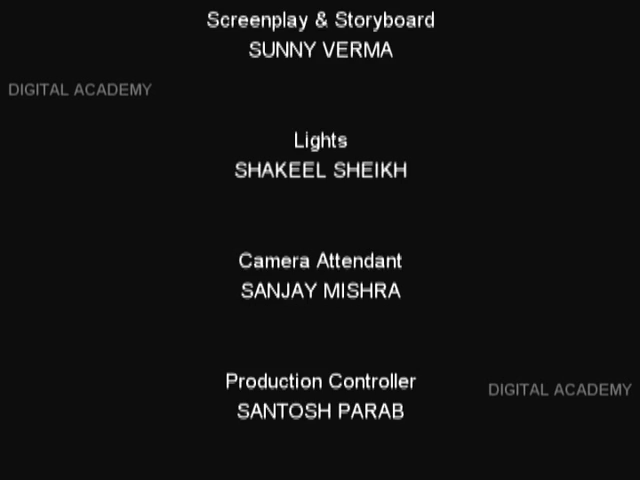 Screenplay & Storyboard
SUNNY VERMA
DIGITAL ACADEMY
Lights
SHAKEEL SHEIKH
Camera Attendant
SANJAY MISHRA
Production Controller
DIGITAL ACADEMY
SANTOSH PARAB